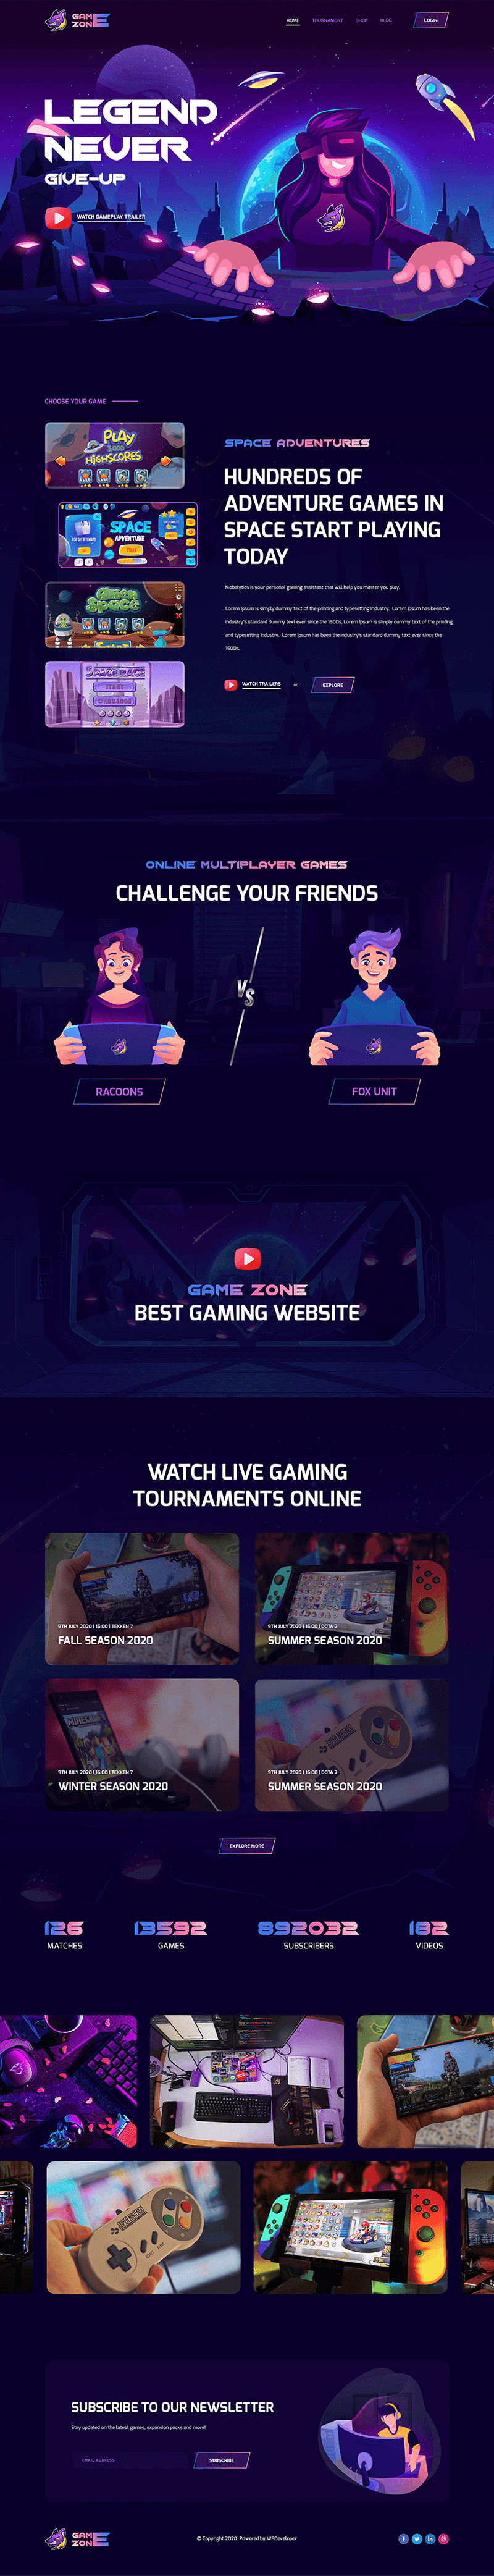 GAME
ZONE
HOME
TOURNAMENT
SHOP
BLOG
LOGIN
LEGEND
NEVER
GIVE-UP
WATCH GAMEPLAY TRAILER
CHOOSE YOUR GAME
PLAY
HIGHSCORES
SPACE
ADVENTURE
Alien
Space
START
SPACE ADVENTURES
HUNDREDS OF
ADVENTURE GAMES IN
SPACE START PLAYING
TODAY
Mobalytics is your personal gaming assistant that will help you master you play.
Lorem Ipsum is simply dummy text of the printing and typesetting industry. Lorem Ipsum has been the
industry's standard dummy text ever since the 1500s, Lorem Ipsum is simply dummy text of the printing
and typesetting industry. Lorem Ipsum has been the industry's standard dummy text ever since the
1500s,
WATCH TRAILERS
or
EXPLORE
ONLINE MULTIPLAYER GAMES
CHALLENGE YOUR FRIENDS
VS
RACOONS
FOX UNIT
GAME ZONE
BEST GAMING WEBSITE
WATCH LIVE GAMING
TOURNAMENTS ONLINE
9TH JULY 2020 | 16:00 | TEKKEN 7
FALL SEASON 2020
9TH JULY 2020 | 16:00 | DOTA 2
SUMMER SEASON 2020
MINECRAFT
9TH JULY 2020 | 16:00 | TEKKEN 7
WINTER SEASON 2020
9TH JULY 2020 | 16:00 | DOTA 2
SUMMER SEASON 2020
EXPLORE MORE
126
MATCHES
13592
GAMES
892032
SUBSCRIBERS
182
VIDEOS
SUPER NINTENDO
SUBSCRIBE TO OUR NEWSLETTER
Stay updated on the latest games, expansion packs and more!
EMAIL ADDRESS
SUBSCRIBE
GAME
ZONE
© Copyright 2020. Powered by WPDeveloper